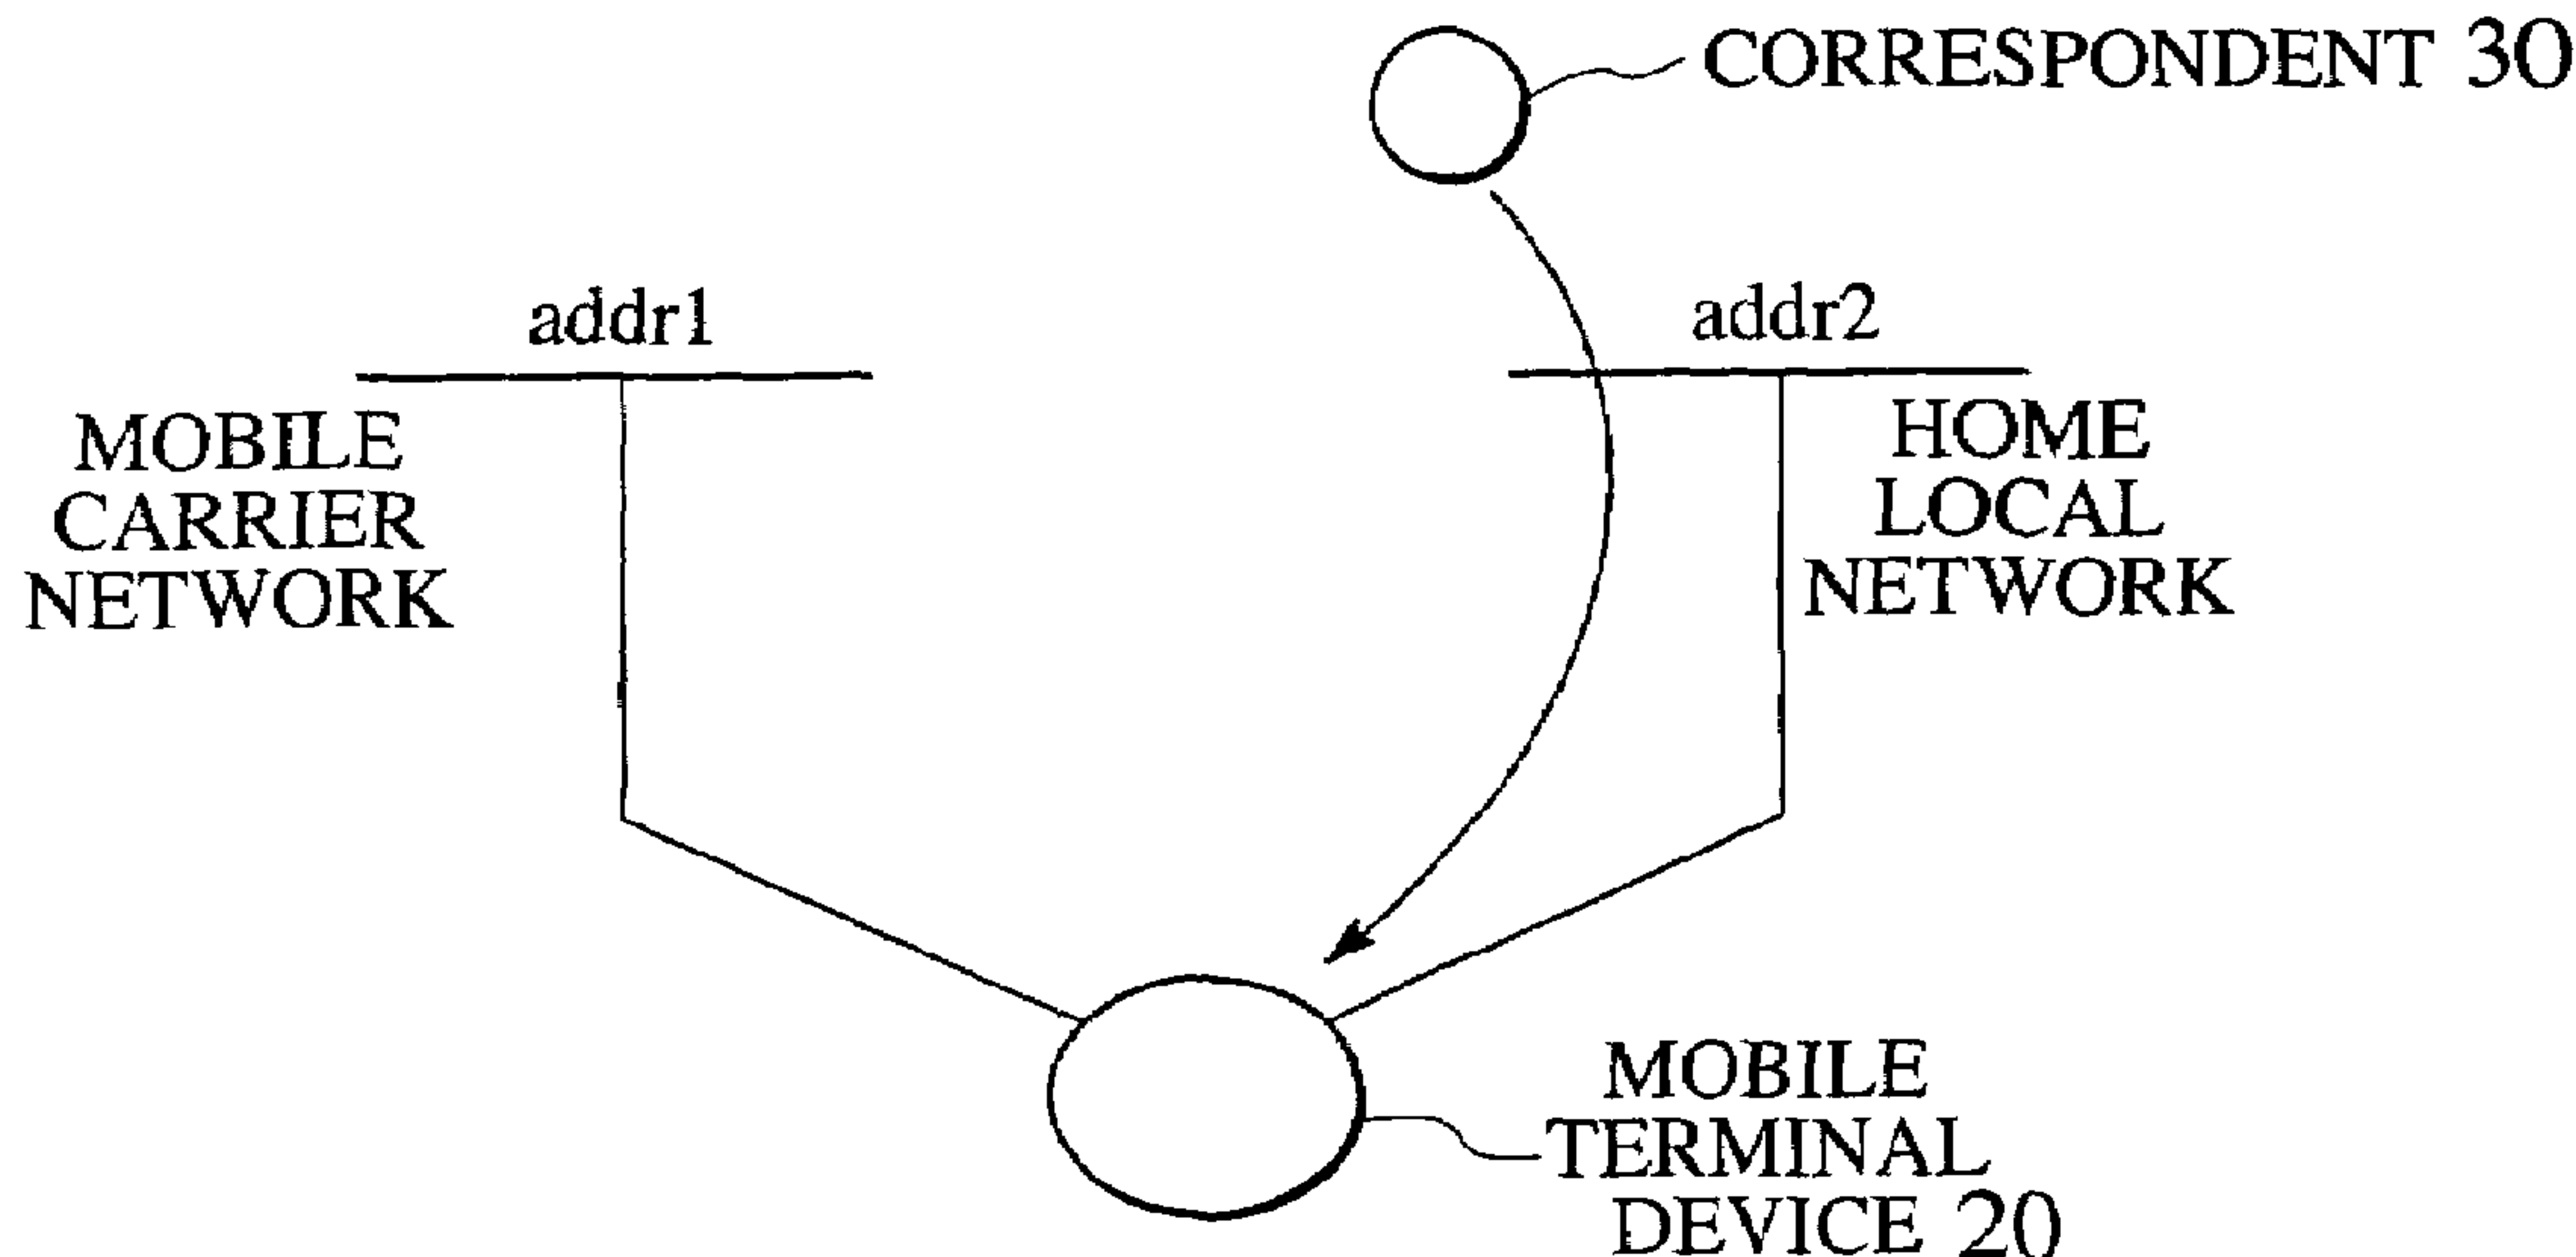 CORRESPONDENT 30
addr1
addr2
MOBILE
CARRIER
NETWORK
HOME
LOCAL
NETWORK
MOBILE
TERMINAL
DEVICE 20